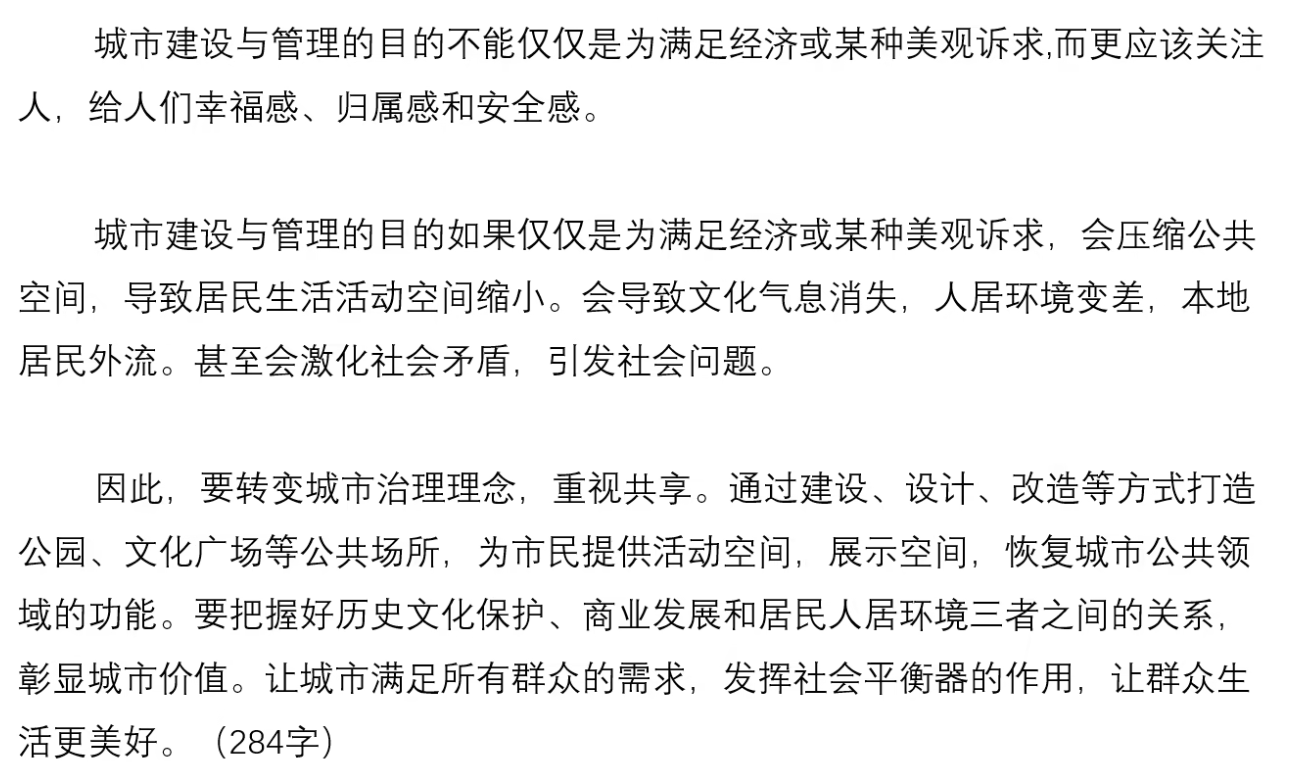 城市建设与管理的目的不能仅仅是为满足经济或某种美观诉求,而更应该关注
人，给人们幸福感、归属感和安全感。
城市建设与管理的目的如果仅仅是为满足经济或某种美观诉求，会压缩公共
空间，导致居民生活活动空间缩小。会导致文化气息消失，人居环境变差，本地
居民外流。甚至会激化社会矛盾，引发社会问题。
因此，要转变城市治理理念，重视共享。通过建设、设计、改造等方式打造
公园、文化广场等公共场所，为市民提供活动空间，展示空间，恢复城市公共领
域的功能。要把握好历史文化保护、商业发展和居民人居环境三者之间的关系，
彰显城市价值。让城市满足所有群众的需求，发挥社会平衡器的作用，让群众生
活更美好。（284字）